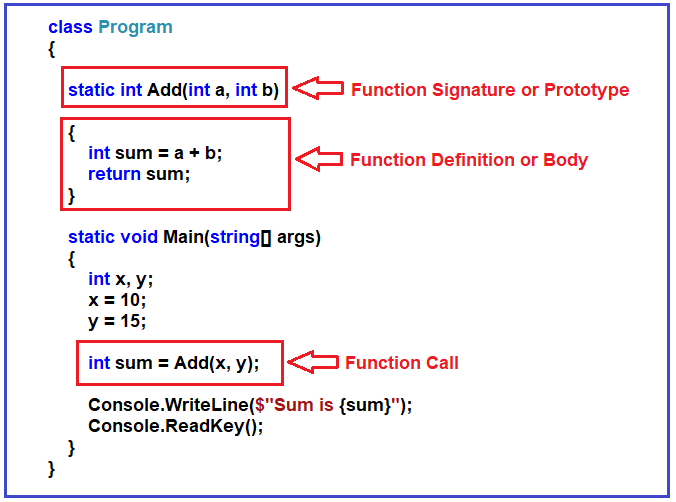 class Program
{
static int Add(int a, int b)
Function Signature or Prototype
{
int sum = a + b;
return sum;
}
Function Definition or Body
static void Main(string[] args)
{
int x, y;
x = 10;
y = 15;
int sum = Add(x, y);
Function Call
Console.WriteLine($"Sum is {sum}");
Console.ReadKey();
}
}